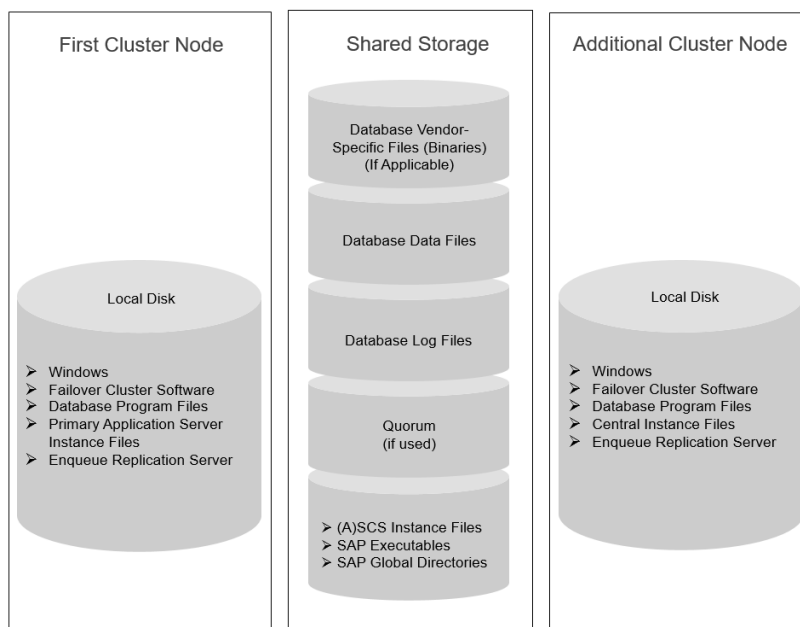 First Cluster Node
Local Disk
➤ Windows
➤ Failover Cluster Software
➤ Database Program Files
➤ Primary Application Server
Instance Files
➤ Enqueue Replication Server
Shared Storage
Database Vendor-
Specific Files (Binaries)
(If Applicable)
Database Data Files
Database Log Files
Quorum
(if used)
➤ (A)SCS Instance Files
➤ SAP Executables
➤ SAP Global Directories
Additional Cluster Node
Local Disk
➤ Windows
➤ Failover Cluster Software
➤ Database Program Files
➤ Central Instance Files
➤ Enqueue Replication Server